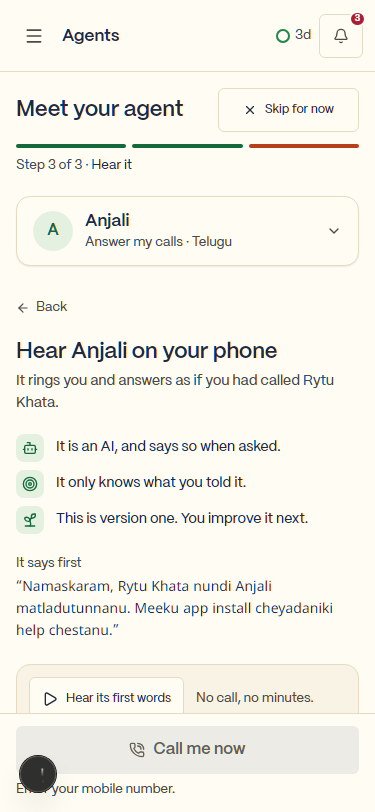 Agents
3d
3
Meet your agent
Skip for now
Step 3 of 3 · Hear it
A
Anjali
Answer my calls · Telugu
Back
Hear Anjali on your phone
It rings you and answers as if you had called Rytu
Khata.
It is an AI, and says so when asked.
It only knows what you told it.
This is version one. You improve it next.
It says first
“Namaskaram, Rytu Khata nundi Anjali
matladutunnanu. Meeku app install cheyadaniki
help chestanu.”
Hear its first words
No call, no minutes.
Call me now
your mobile number.